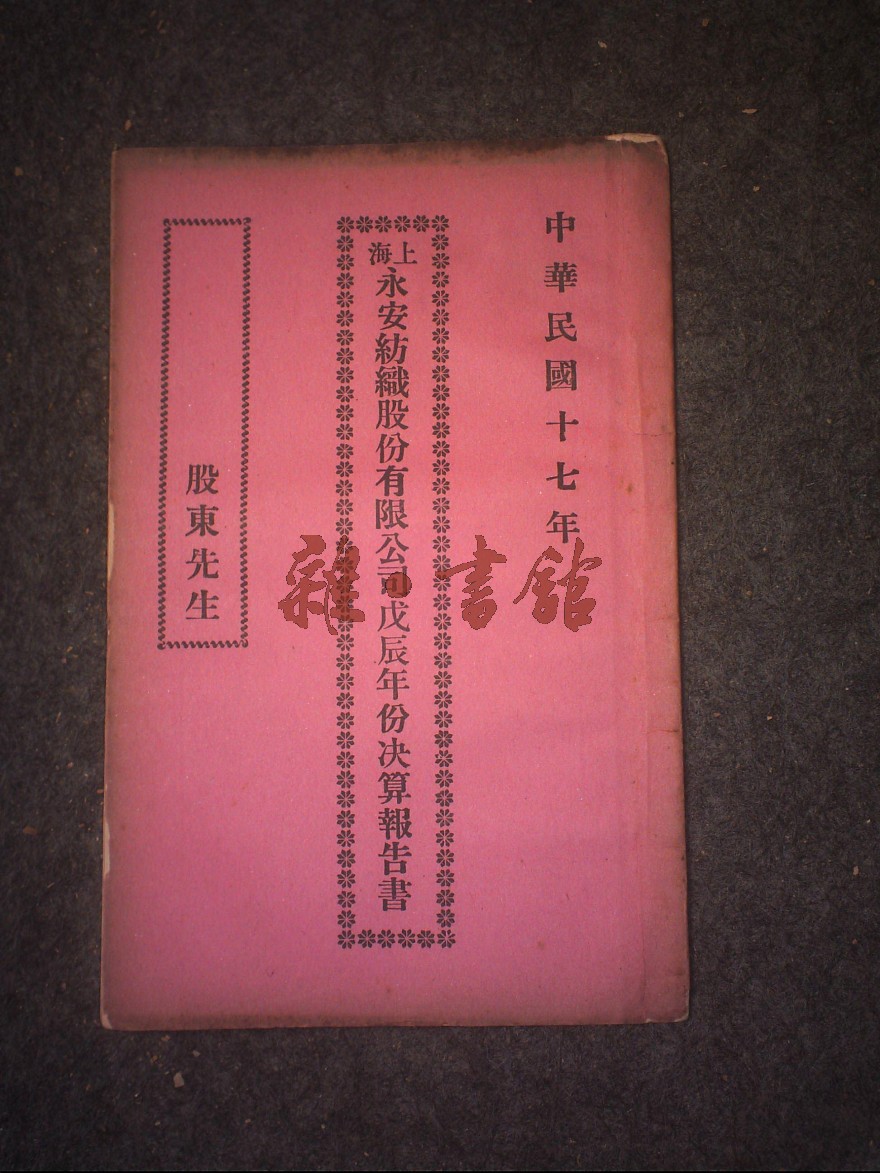 中華民國十七年
上海永安紡織股份有限公司戊辰年份决算報告書
股東先生
雜·書館